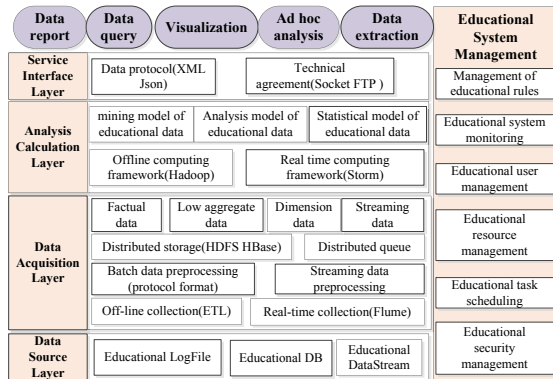 Data report
Data query
Visualization
Ad hoc analysis
Data extraction
Service Interface Layer
Data protocol(XML Json)
Technical agreement(Socket FTP )
Analysis Calculation Layer
mining model of educational data
Analysis model of educational data
Statistical model of educational data
Offline computing framework(Hadoop)
Real time computing framework(Storm)
Data Acquisition Layer
Factual data
Low aggregate data
Dimension data
Streaming data
Distributed storage(HDFS HBase)
Distributed queue
Batch data preprocessing (protocol format)
Streaming data preprocessing
Off-line collection(ETL)
Real-time collection(Flume)
Data Source Layer
Educational LogFile
Educational DB
Educational DataStream
Educational System Management
Management of educational rules
Educational system monitoring
Educational user management
Educational resource management
Educational task scheduling
Educational security management